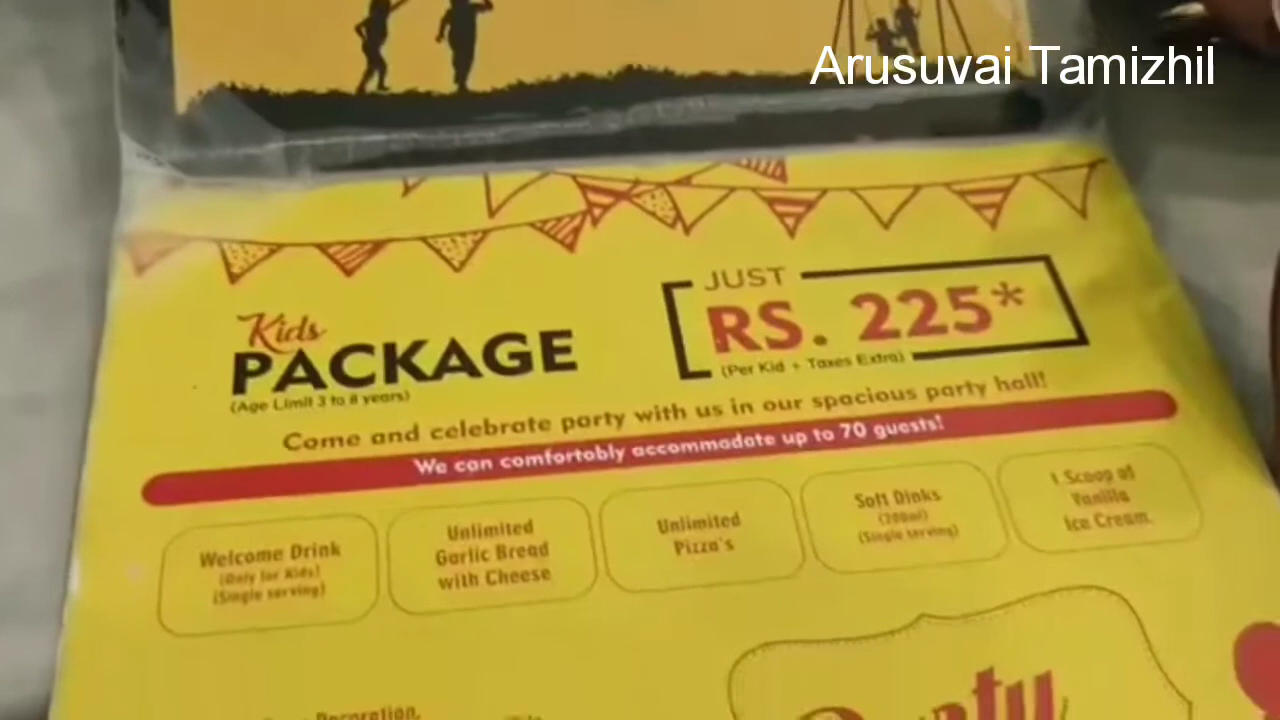 Arusuvai Tamizhil
Kids
PACKAGE
(Age Limit 3 to 8 years)
JUST
RS. 225*
(Per Kid + Taxes Extra)
Come and celebrate party with us in our spacious party hall!
We can comfortably accommodate up to 70 guests!
Welcome Drink
(Only for Kids)
(Single serving)
Unlimited
Garlic Bread
with Cheese
Unlimited
Pizza's
Soft Dinks
(200ml)
(Single serving)
1 Scoop of
Vanilla
Ice Cream
Decoration,
Party